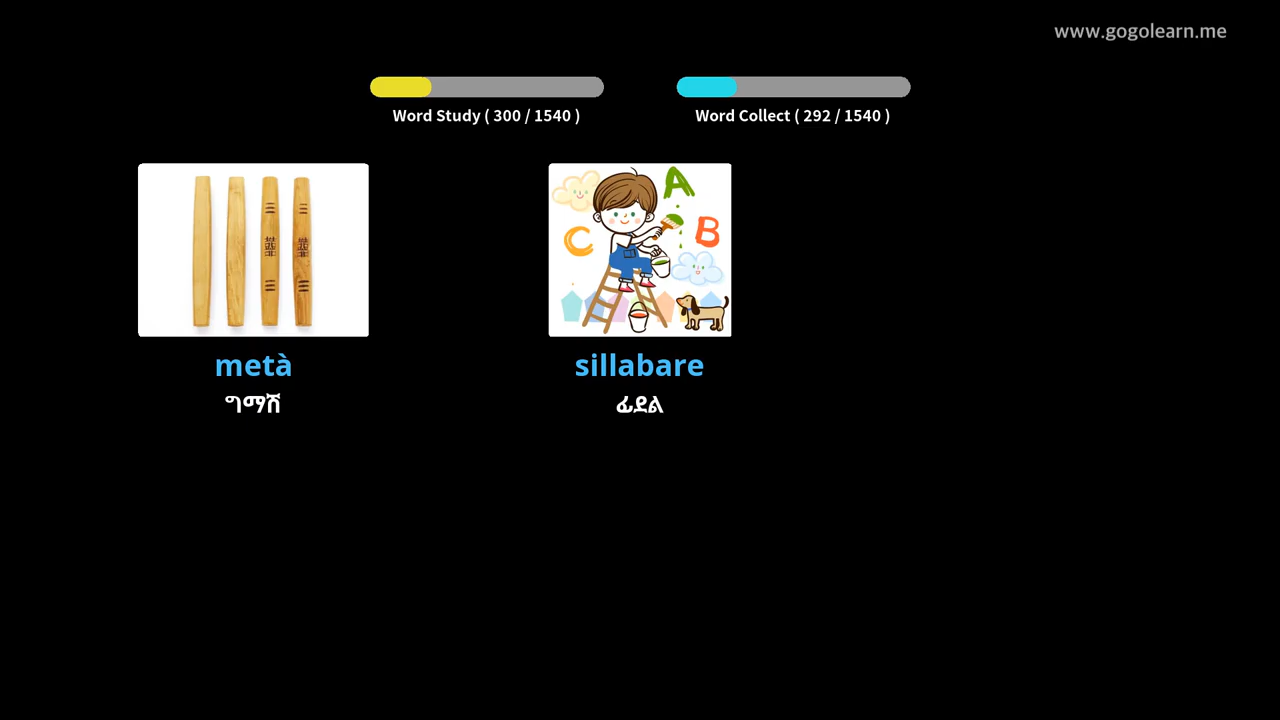 www.gogolearn.me
Word Study ( 300 / 1540 )
Word Collect ( 292 / 1540 )
A
B
C
metà
ግማሽ
sillabare
ፊደል